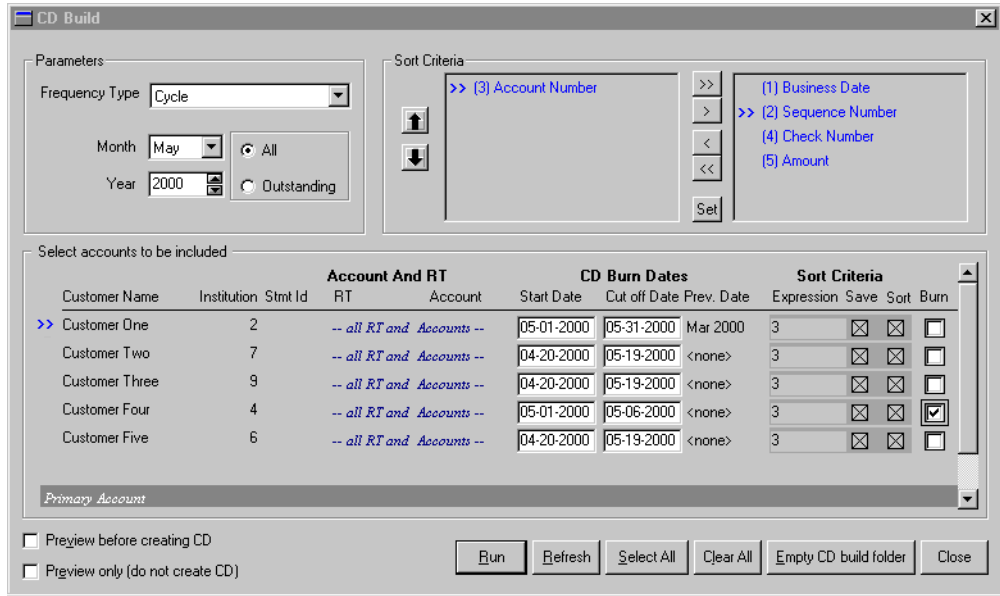 CD Build
Parameters
Frequency Type Cycle
Month May
All
Year 2000
Outstanding
Sort Criteria
>> (3) Account Number
>>
>
<
<<
Set
(1) Business Date
>> (2) Sequence Number
(4) Check Number
(5) Amount
Select accounts to be included
Account And RT CD Burn Dates Sort Criteria
Customer Name Institution Stmt Id RT Account Start Date Cut off Date Prev. Date Expression Save Sort Burn
>> Customer One 2 -- all RT and Accounts -- 05-01-2000 05-31-2000 Mar 2000 3
Customer Two 7 -- all RT and Accounts -- 04-20-2000 05-19-2000 <none> 3
Customer Three 9 -- all RT and Accounts -- 04-20-2000 05-19-2000 <none> 3
Customer Four 4 -- all RT and Accounts -- 05-01-2000 05-06-2000 <none> 3
Customer Five 6 -- all RT and Accounts -- 04-20-2000 05-19-2000 <none> 3
Primary Account
Preview before creating CD
Preview only (do not create CD)
Run Refresh Select All Clear All Empty CD build folder Close